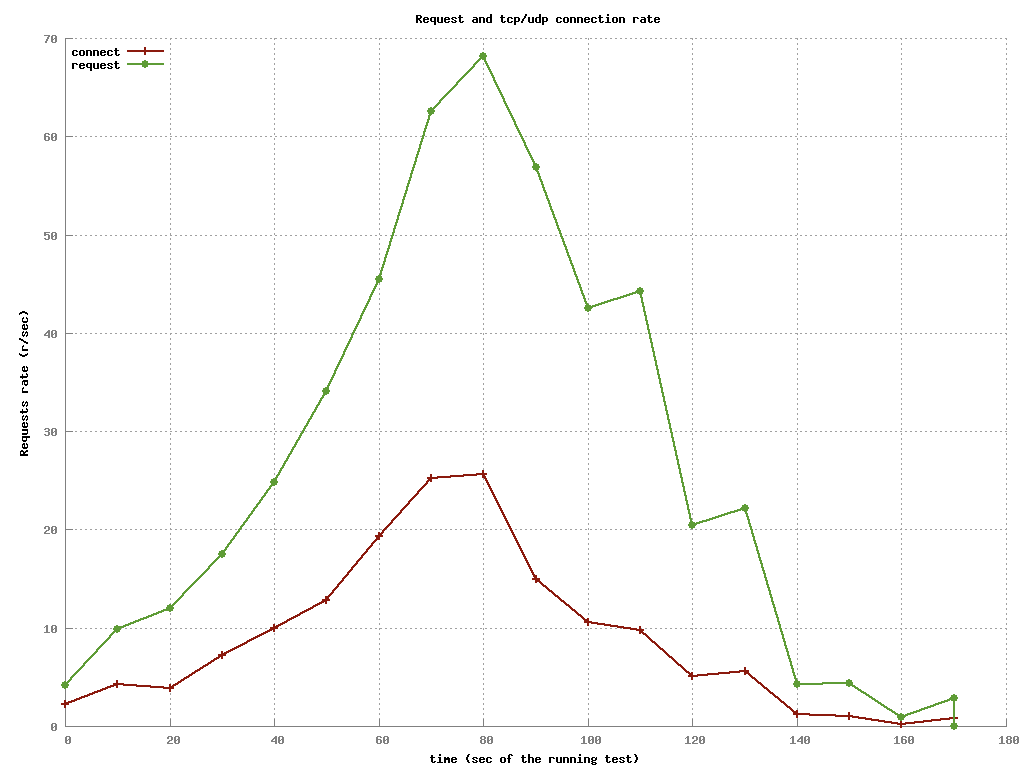 Request and tcp/udp connection rate
70
connect
request
60
50
40
30
20
10
0
Requests rate (r/sec)
0 20 40 60 80 100 120 140 160 180
time (sec of the running test)